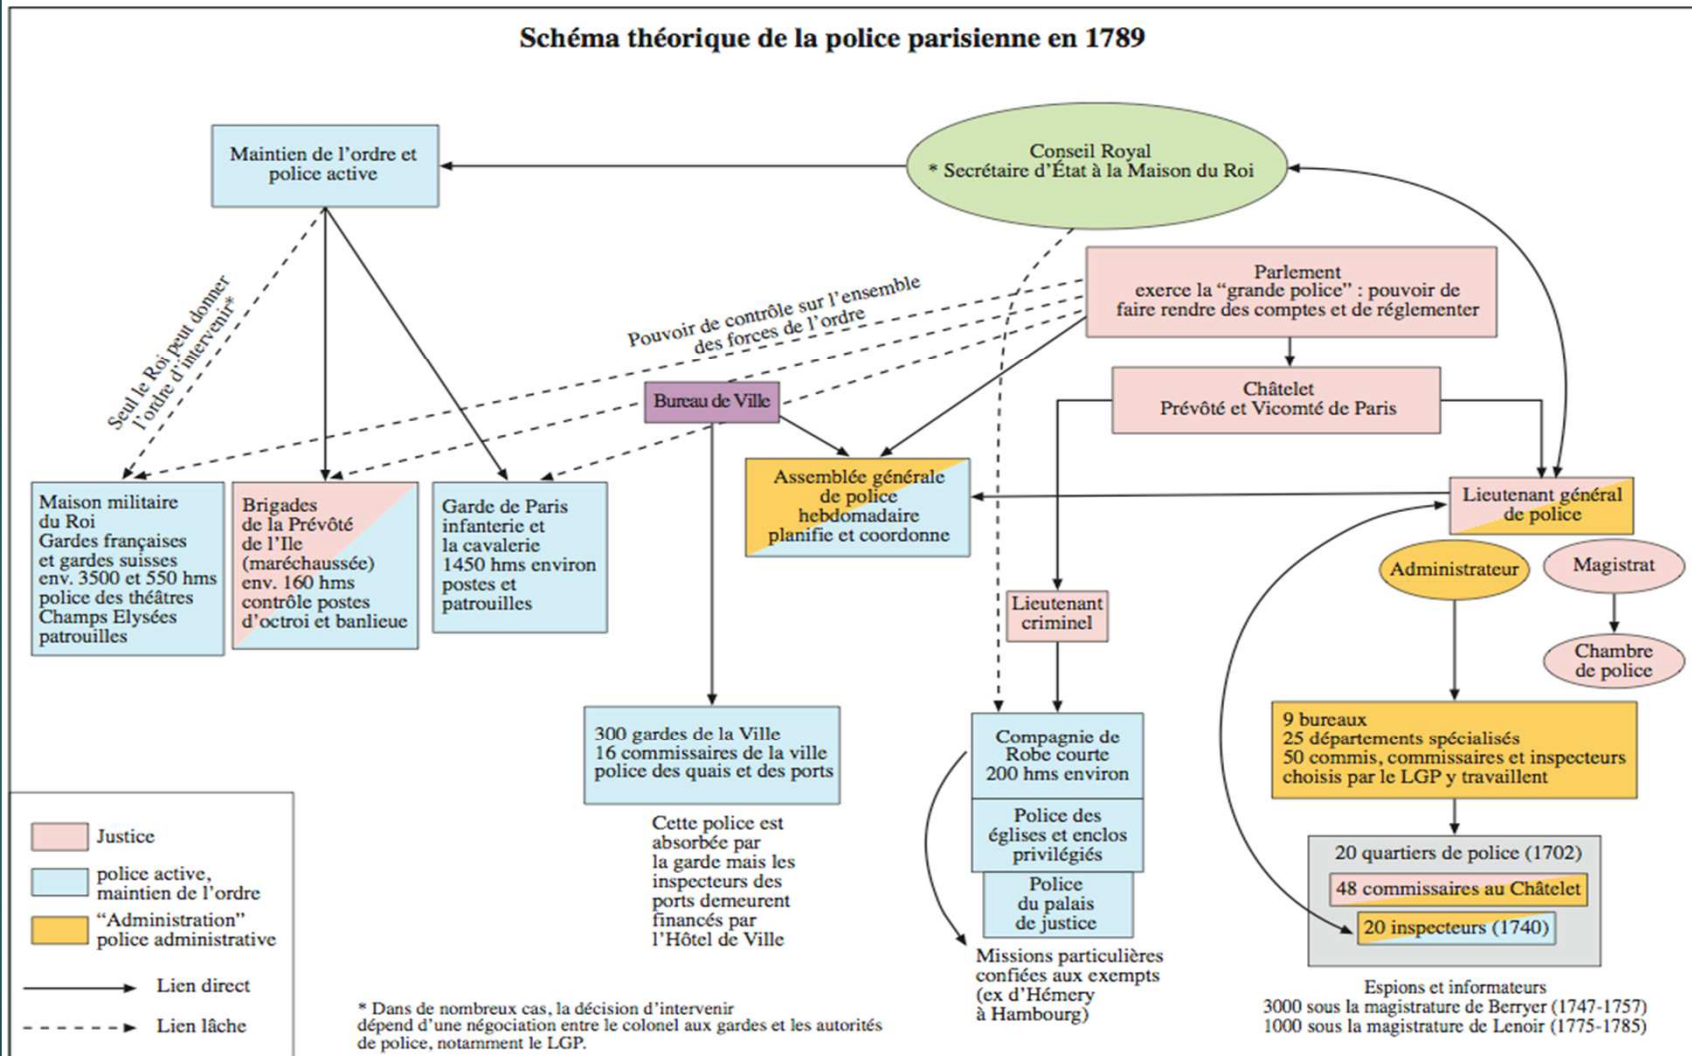 Schéma théorique de la police parisienne en 1789
Maintien de l’ordre et
police active
Conseil Royal
* Secrétaire d’État à la Maison du Roi
Parlement
exerce la “grande police” : pouvoir de
faire rendre des comptes et de réglementer
Seul le Roi peut donner
l’ordre d’intervenir*
Pouvoir de contrôle sur l’ensemble
des forces de l’ordre
Bureau de Ville
Châtelet
Prévôté et Vicomté de Paris
Maison militaire
du Roi
Gardes françaises
et gardes suisses
env. 3500 et 550 hms
police des théâtres
Champs Elysées
patrouilles
Brigades
de la Prévôté
de l’Ile
(maréchaussée)
env. 160 hms
contrôle postes
d’octroi et banlieue
Garde de Paris
infanterie et
la cavalerie
1450 hms environ
postes et
patrouilles
Assemblée générale
de police
hebdomadaire
planifie et coordonne
Lieutenant général
de police
Administrateur
Magistrat
Chambre
de police
Lieutenant
criminel
300 gardes de la Ville
16 commissaires de la ville
police des quais et des ports
Cette police est
absorbée par
la garde mais les
inspecteurs des
ports demeurent
financés par
l’Hôtel de Ville
Compagnie de
Robe courte
200 hms environ
Police des
églises et enclos
privilégiés
Police
du palais
de justice
Missions particulières
confiées aux exempts
(ex d’Hémery
à Hambourg)
9 bureaux
25 départements spécialisés
50 commis, commissaires et inspecteurs
choisis par le LGP y travaillent
20 quartiers de police (1702)
48 commissaires au Châtelet
20 inspecteurs (1740)
Espions et informateurs
3000 sous la magistrature de Berryer (1747-1757)
1000 sous la magistrature de Lenoir (1775-1785)
Justice
police active,
maintien de l’ordre
“Administration”
police administrative
Lien direct
Lien lâche
* Dans de nombreux cas, la décision d’intervenir
dépend d’une négociation entre le colonel aux gardes et les autorités
de police, notamment le LGP.